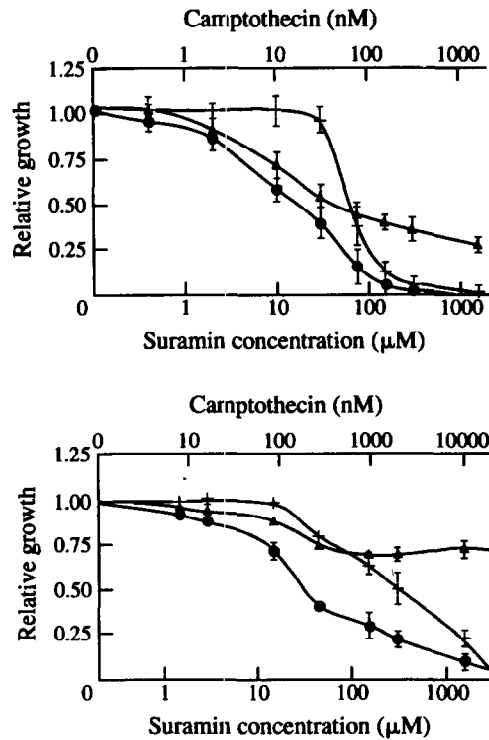 Camptothecin (nM)
0 1 2 10 100 1000
1.25
1.00
0.75
0.50
0.25
Relative growth
0 1 10 100 1000
Suramin concentration (µM)
Camptothecin (nM)
0 10 100 1000 10000
1.25
1.00
0.75
0.50
0.25
Relative growth
0 1 10 100 1000
Suramin concentration (µM)